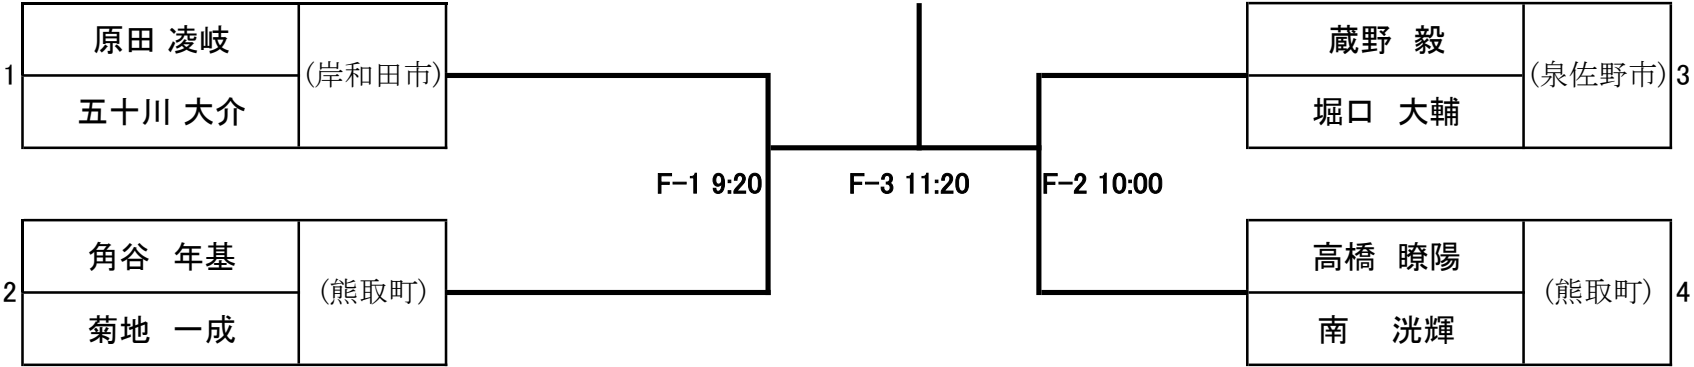 1
原田 凌岐
五十川 大介
(岸和田市)
2
角谷　年基
菊地　一成
(熊取町)
F-1 9:20
F-3 11:20
F-2 10:00
蔵野　毅
堀口　大輔
(泉佐野市)
3
高橋　瞭陽
南　　洸輝
(熊取町)
4